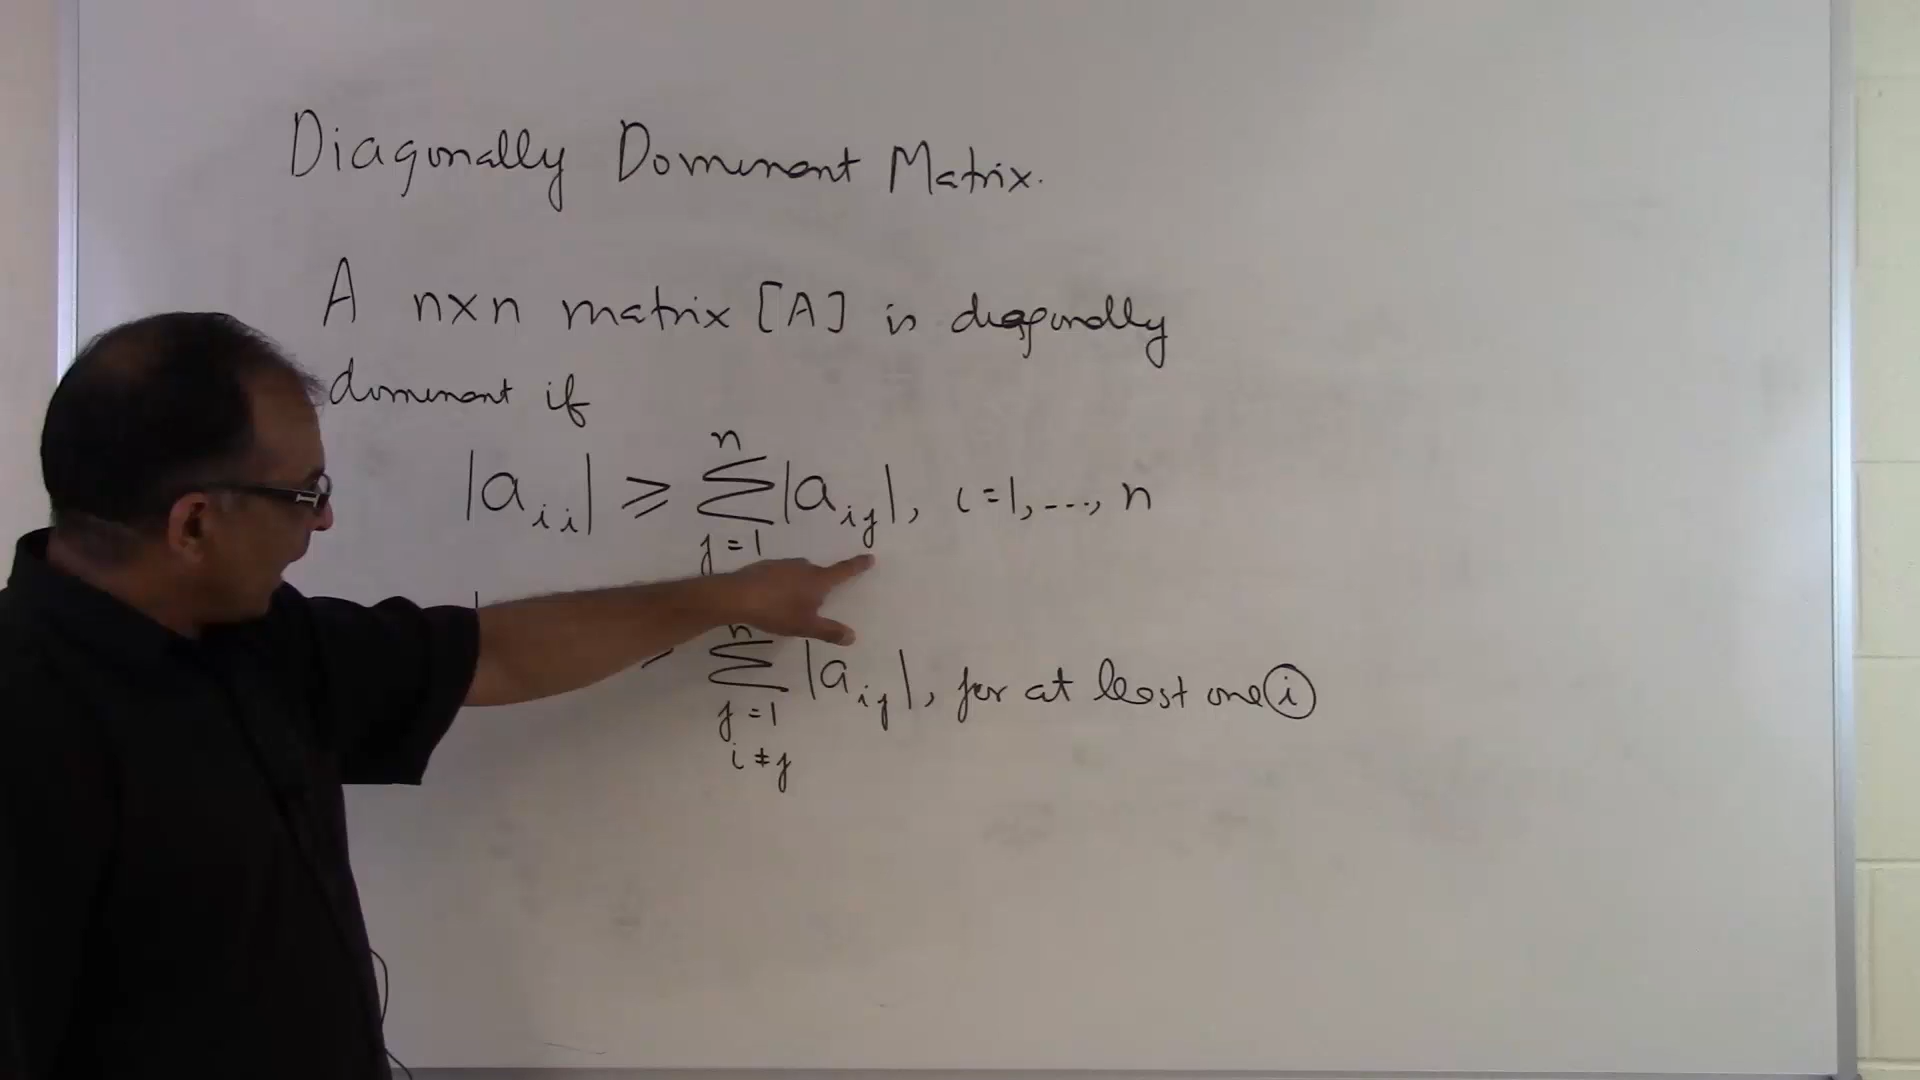 Diagonally Dominant Matrix.
A n×n matrix [A] is diagonally
dominant if
|a_ii| ≥ Σ_{j=1}^{n} |a_ij|, i=1,..., n
> Σ_{j=1, i≠j}^{n} |a_ij|, for at least one i